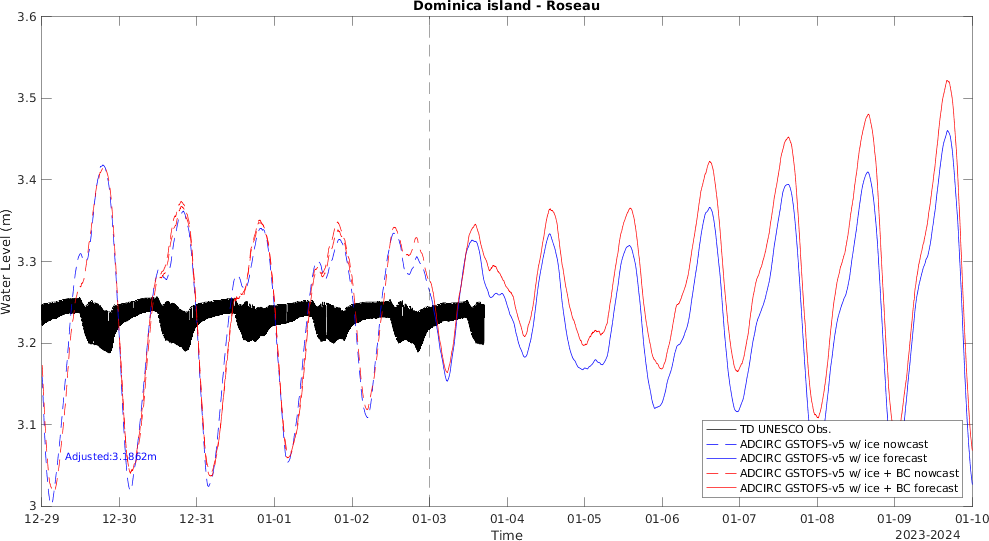 Dominica island - Roseau
Water Level (m)
3.6
3.5
3.4
3.3
3.2
3.1
3
Adjusted:3.1862m
TD UNESCO Obs.
ADCIRC GSTOFS-v5 w/ ice nowcast
ADCIRC GSTOFS-v5 w/ ice forecast
ADCIRC GSTOFS-v5 w/ ice + BC nowcast
ADCIRC GSTOFS-v5 w/ ice + BC forecast
12-29 12-30 12-31 01-01 01-02 01-03 01-04 01-05 01-06 01-07 01-08 01-09 01-10
Time
2023-2024